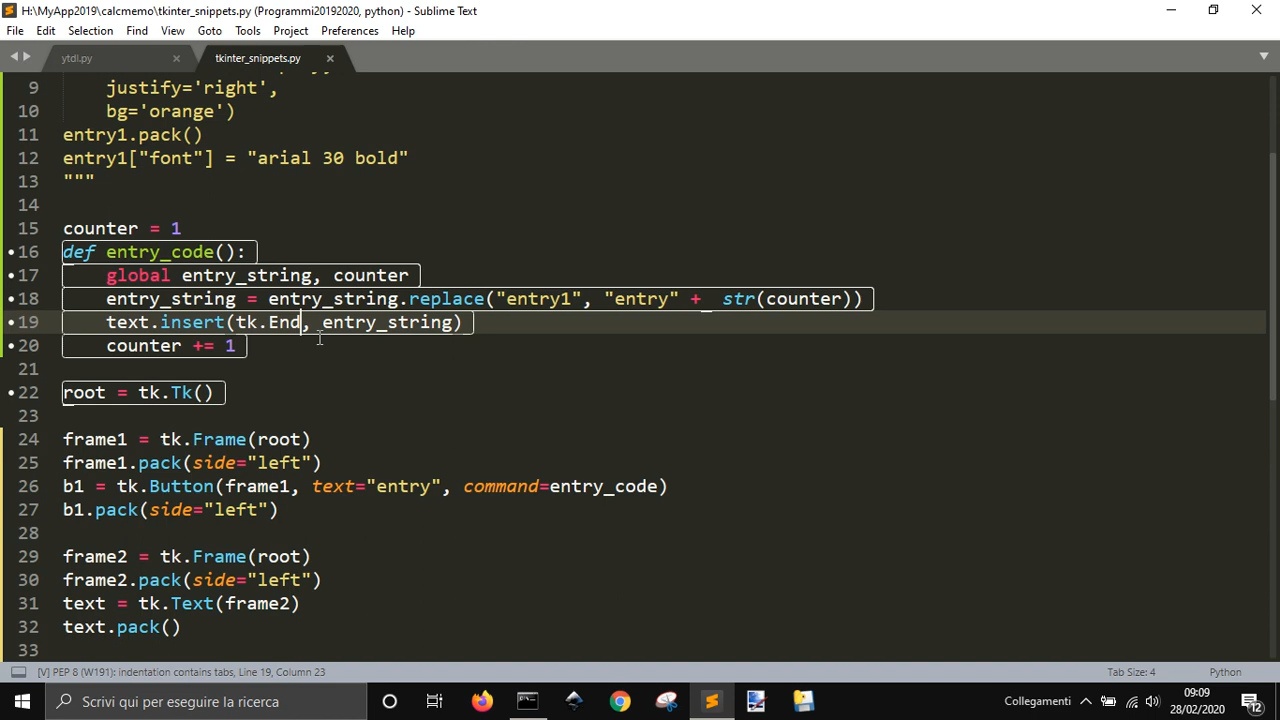 H:\MyApp2019\calcmemo\tkinter_snippets.py (Programmi20192020, python) - Sublime Text
File Edit Selection Find View Goto Tools Project Preferences Help
ytdl.py tkinter_snippets.py
9 justify='right',
10 bg='orange')
11 entry1.pack()
12 entry1["font"] = "arial 30 bold"
13 """
14
15 counter = 1
16 def entry_code():
17 global entry_string, counter
18 entry_string = entry_string.replace("entry1", "entry" + str(counter))
19 text.insert(tk.End, entry_string)
20 counter += 1
21
22 root = tk.Tk()
23
24 frame1 = tk.Frame(root)
25 frame1.pack(side="left")
26 b1 = tk.Button(frame1, text="entry", command=entry_code)
27 b1.pack(side="left")
28
29 frame2 = tk.Frame(root)
30 frame2.pack(side="left")
31 text = tk.Text(frame2)
32 text.pack()
33
[V] PEP 8 (W191): indentation contains tabs, Line 19, Column 23 Tab Size: 4 Python
Scrivi qui per eseguire la ricerca Collegamenti 09:09
28/02/2020 12